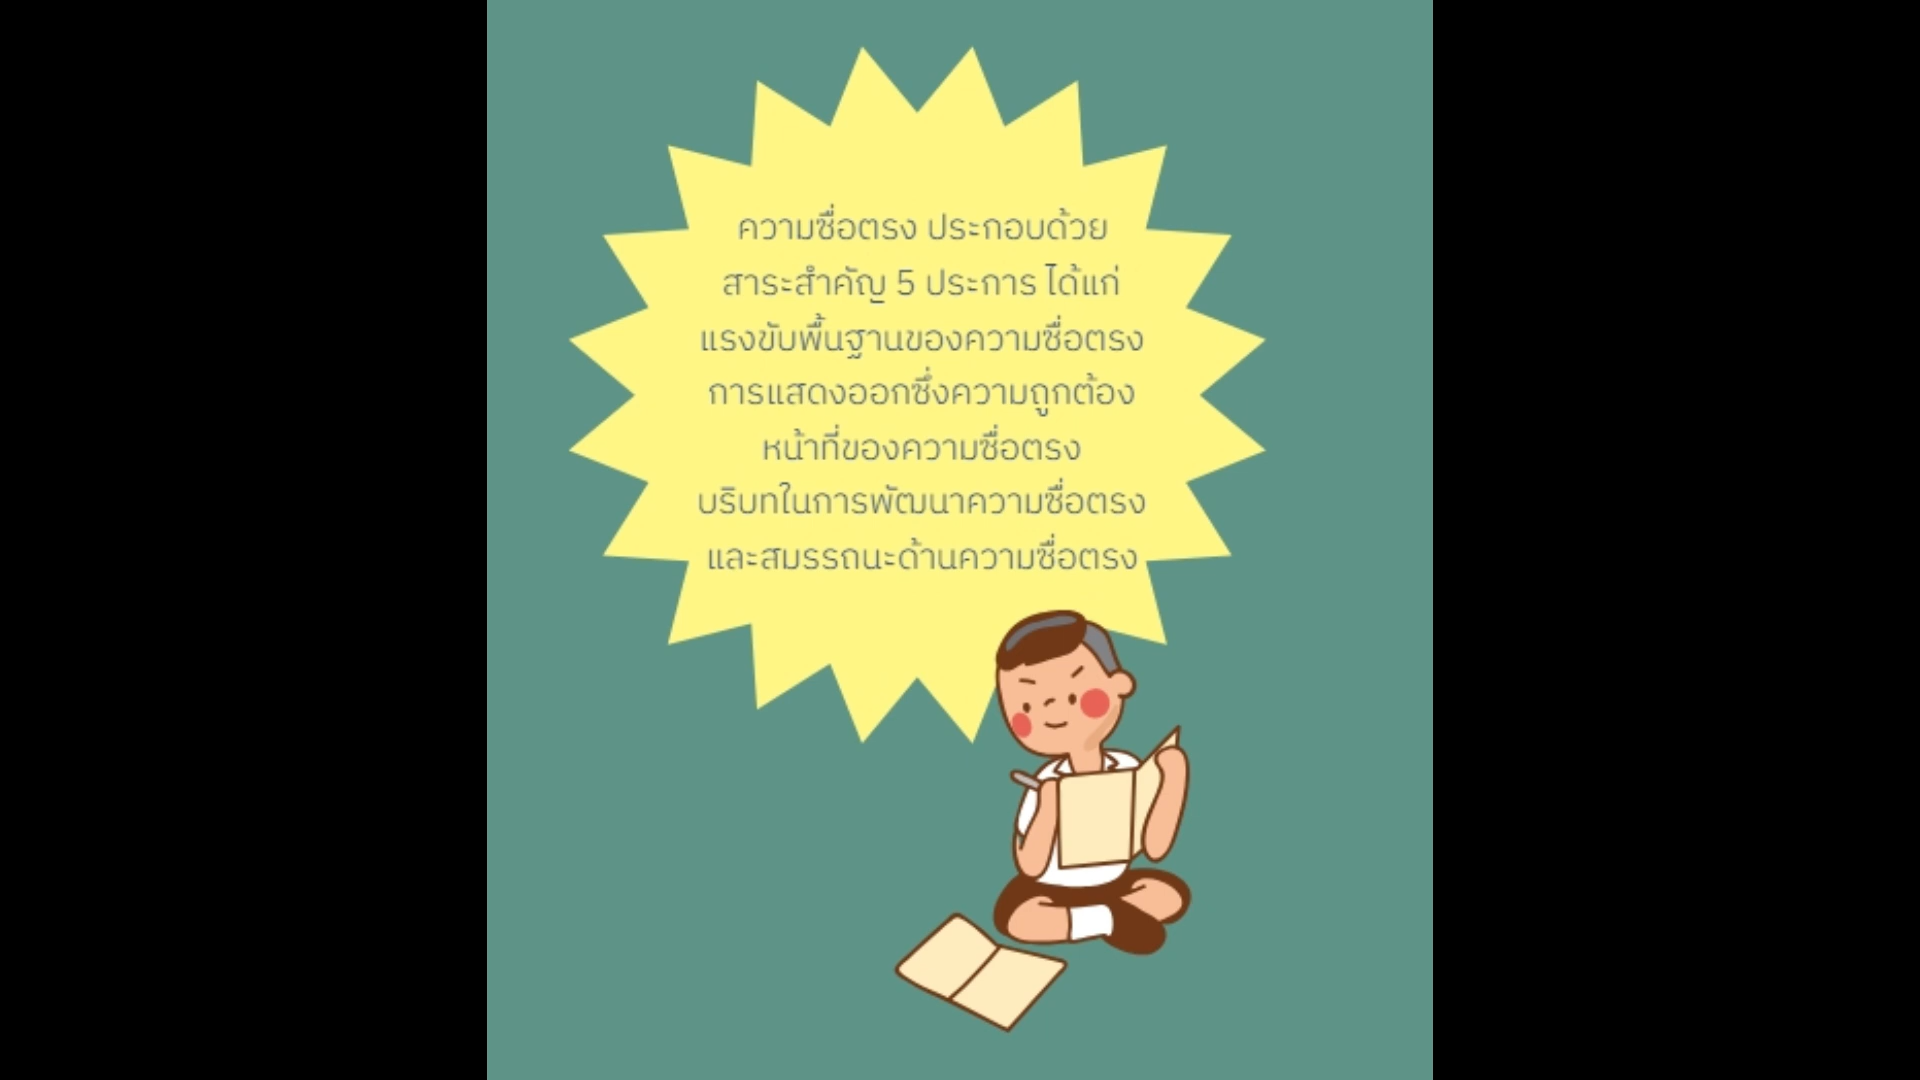 ความซื่อตรง ประกอบด้วย
สาระสำคัญ 5 ประการ ได้แก่
แรงขับพื้นฐานของความซื่อตรง
การแสดงออกซึ่งความถูกต้อง
หน้าที่ของความซื่อตรง
บริบทในการพัฒนาความซื่อตรง
และสมรรถนะด้านความซื่อตรง